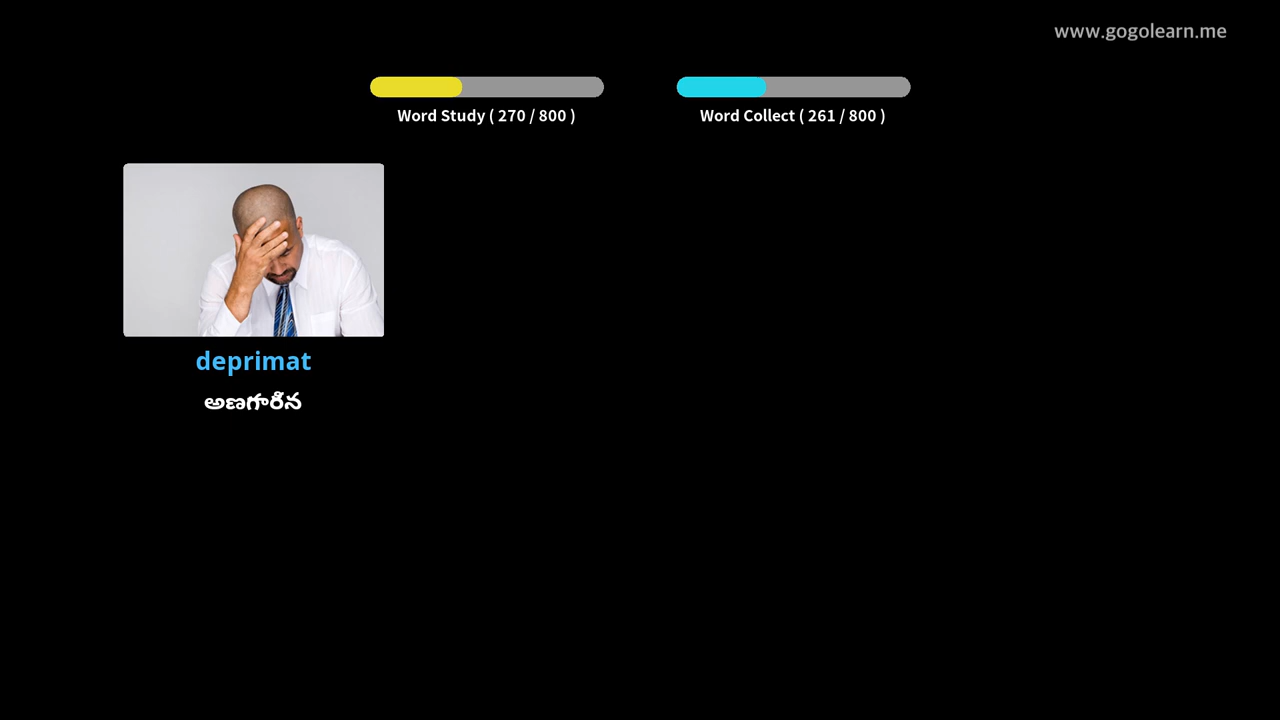 www.gogolearn.me
Word Study ( 270 / 800 )
Word Collect ( 261 / 800 )
deprimat
అణగారిన